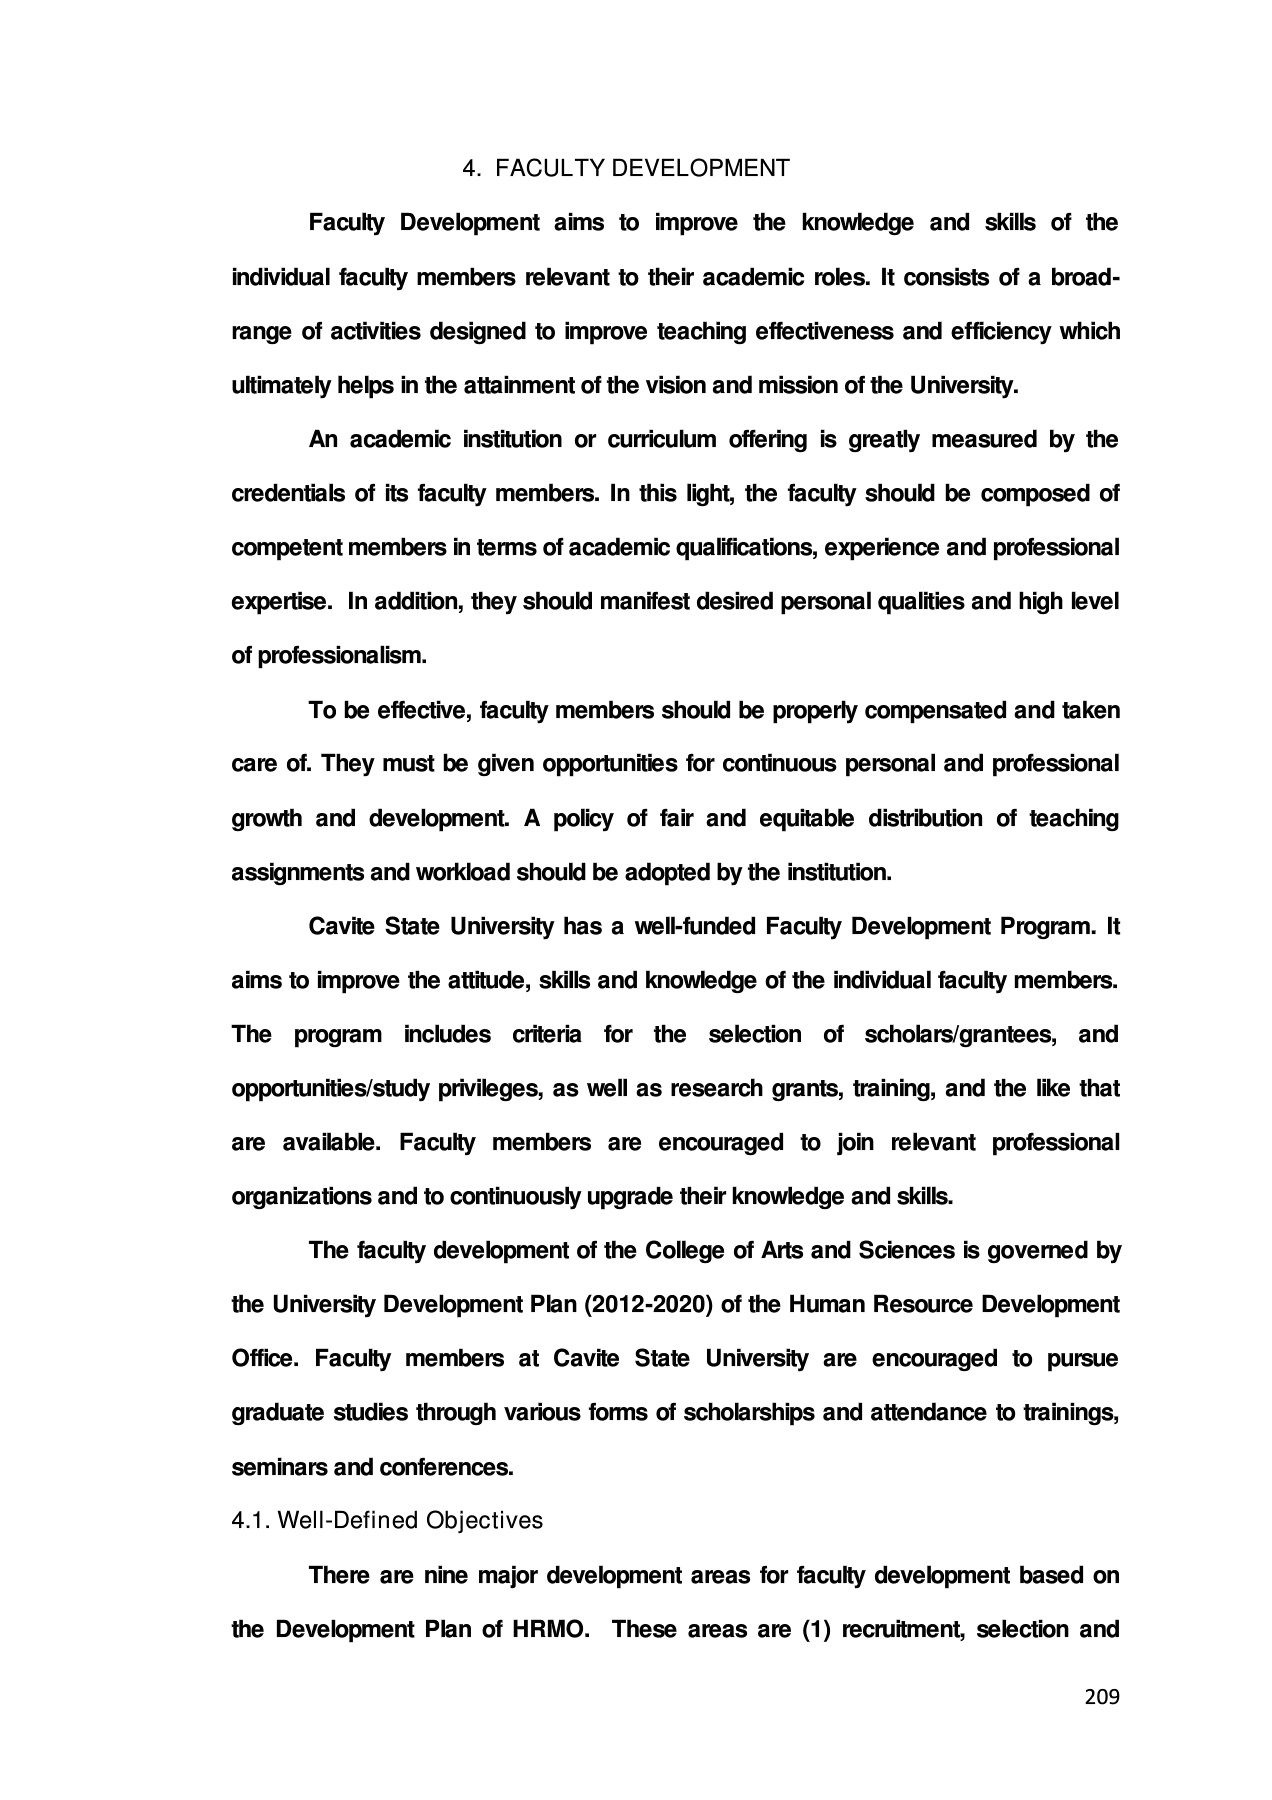 4. FACULTY DEVELOPMENT
Faculty Development aims to improve the knowledge and skills of the
individual faculty members relevant to their academic roles. It consists of a broad-
range of activities designed to improve teaching effectiveness and efficiency which
ultimately helps in the attainment of the vision and mission of the University.
An academic institution or curriculum offering is greatly measured by the
credentials of its faculty members. In this light, the faculty should be composed of
competent members in terms of academic qualifications, experience and professional
expertise. In addition, they should manifest desired personal qualities and high level
of professionalism.
To be effective, faculty members should be properly compensated and taken
care of. They must be given opportunities for continuous personal and professional
growth and development. A policy of fair and equitable distribution of teaching
assignments and workload should be adopted by the institution.
Cavite State University has a well-funded Faculty Development Program. It
aims to improve the attitude, skills and knowledge of the individual faculty members.
The program includes criteria for the selection of scholars/grantees, and
opportunities/study privileges, as well as research grants, training, and the like that
are available. Faculty members are encouraged to join relevant professional
organizations and to continuously upgrade their knowledge and skills.
The faculty development of the College of Arts and Sciences is governed by
the University Development Plan (2012-2020) of the Human Resource Development
Office. Faculty members at Cavite State University are encouraged to pursue
graduate studies through various forms of scholarships and attendance to trainings,
seminars and conferences.
4.1. Well-Defined Objectives
There are nine major development areas for faculty development based on
the Development Plan of HRMO. These areas are (1) recruitment, selection and
209